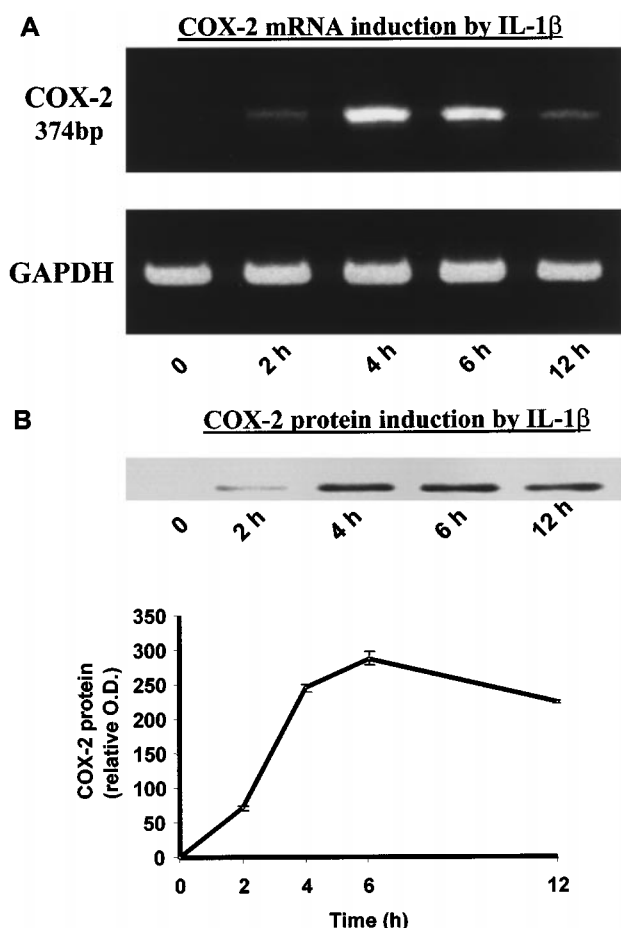 A
COX-2 mRNA induction by IL-1β
COX-2
374bp
GAPDH
0 2 h 4 h 6 h 12 h
B
COX-2 protein induction by IL-1β
0 2 h 4 h 6 h 12 h
COX-2 protein
(relative O.D.)
350
300
250
200
150
100
50
0
0 2 4 6 12
Time (h)